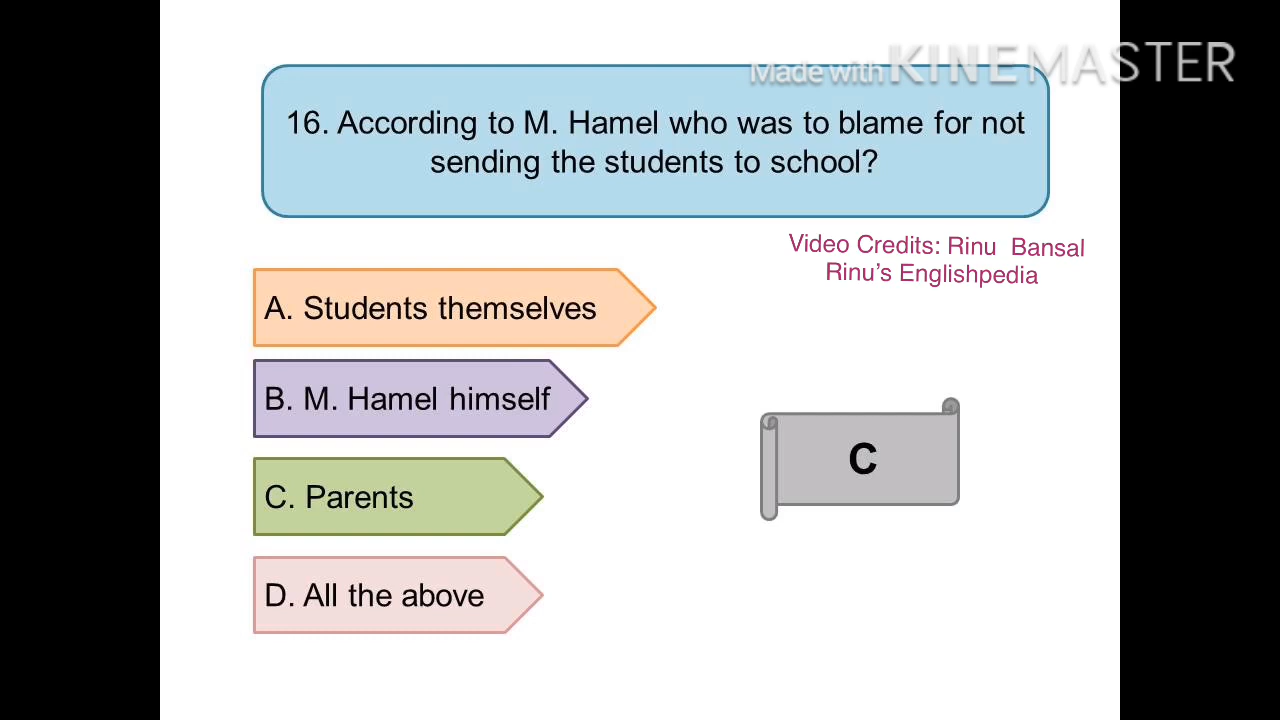 Made with KINEMASTER
16. According to M. Hamel who was to blame for not
sending the students to school?
Video Credits: Rinu Bansal
Rinu's Englishpedia
A. Students themselves
B. M. Hamel himself
C. Parents
C
D. All the above